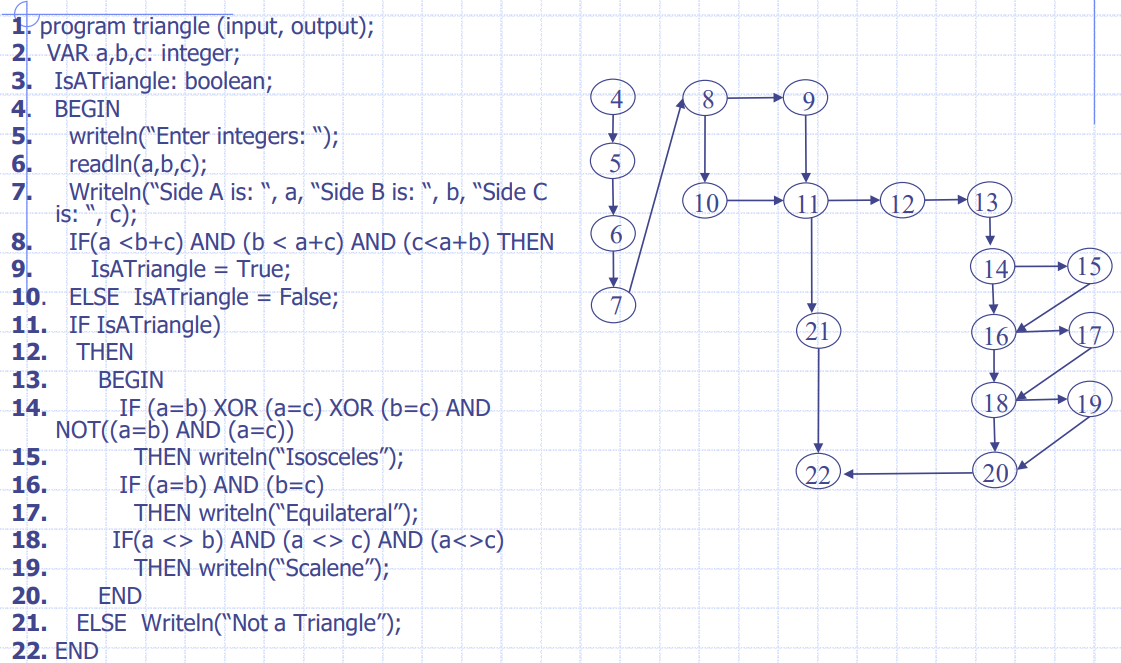 1. program triangle (input, output);
2. VAR a,b,c: integer;
3. IsATriangle: boolean;
4. BEGIN
5. writeln(“Enter integers: “);
6. readln(a,b,c);
7. Writeln(“Side A is: “, a, “Side B is: “, b, “Side C
is: “, c);
8. IF(a <b+c) AND (b < a+c) AND (c<a+b) THEN
9. IsATriangle = True;
10. ELSE IsATriangle = False;
11. IF IsATriangle)
12. THEN
13. BEGIN
14. IF (a=b) XOR (a=c) XOR (b=c) AND
NOT((a=b) AND (a=c))
15. THEN writeln(“Isosceles”);
16. IF (a=b) AND (b=c)
17. THEN writeln(“Equilateral”);
18. IF(a <> b) AND (a <> c) AND (a<>c)
19. THEN writeln(“Scalene”);
20. END
21. ELSE Writeln(“Not a Triangle”);
22. END
4
5
6
7
8
9
10
11
12
13
14
15
16
17
18
19
20
21
22